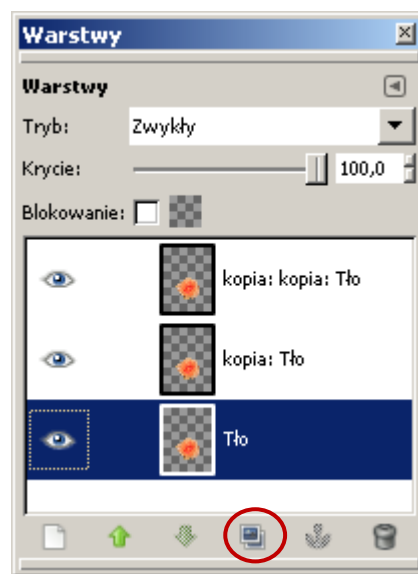 Warstwy
Warstwy
Tryb: Zwykły
Krycie: 100,0
Blokowanie:
kopia: kopia: Tło
kopia: Tło
Tło